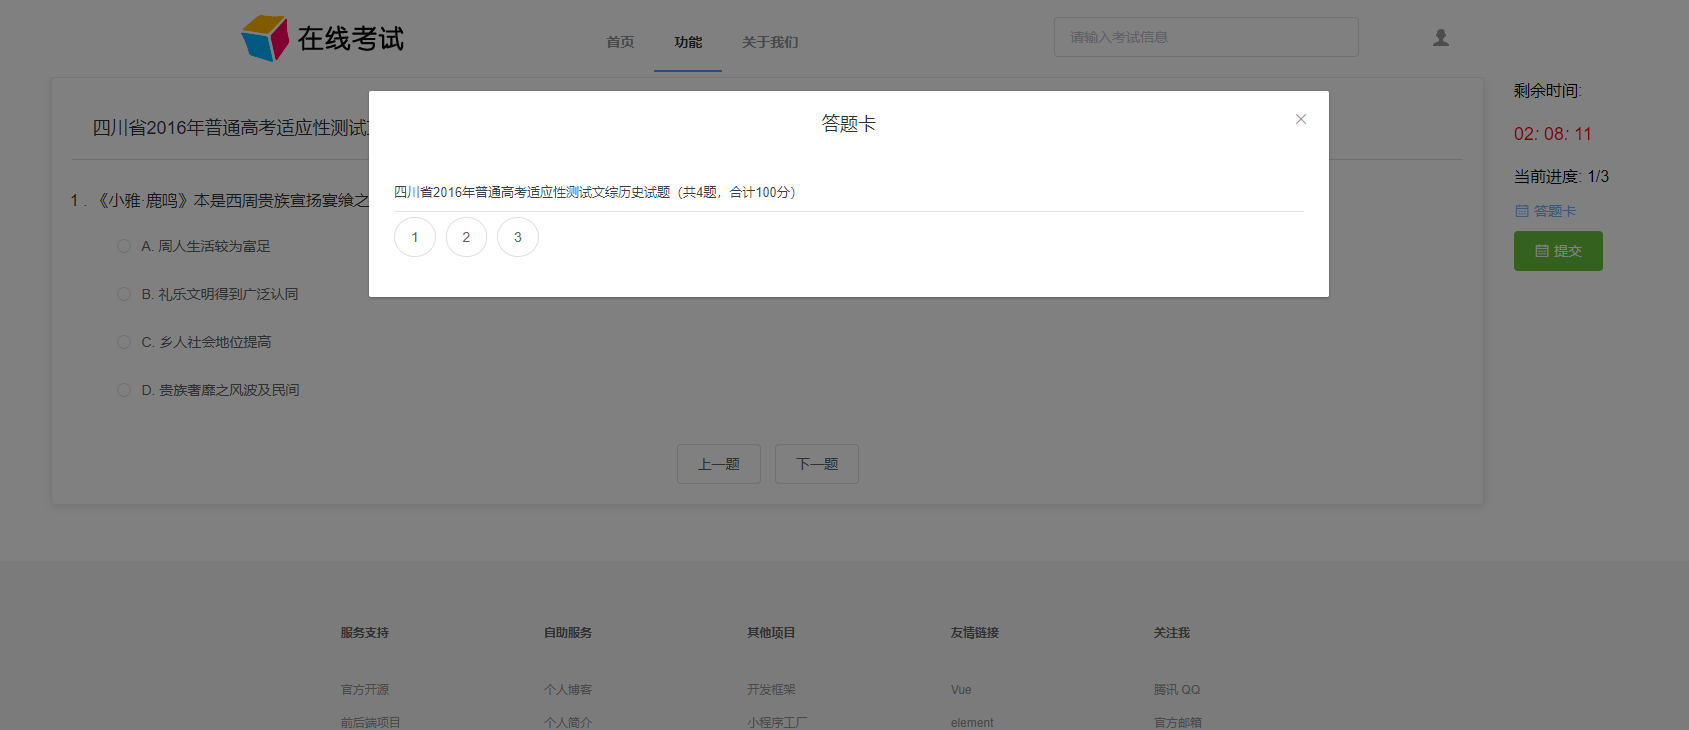 在线考试
首页
功能
关于我们
请输入考试信息
剩余时间:
02: 08: 11
当前进度: 1/3
答题卡
提交
四川省2016年普通高考适应性测试
1 . 《小雅·鹿鸣》本是西周贵族宣扬宴飨之
A. 周人生活较为富足
B. 礼乐文明得到广泛认同
C. 乡人社会地位提高
D. 贵族奢靡之风波及民间
上一题
下一题
答题卡
四川省2016年普通高考适应性测试文综历史试题（共4题，合计100分）
1 2 3
服务支持 自助服务 其他项目 友情链接 关注我
官方开源 个人博客 开发框架 Vue 腾讯 QQ
前后端项目 个人简介 小程序工厂 element 官方邮箱